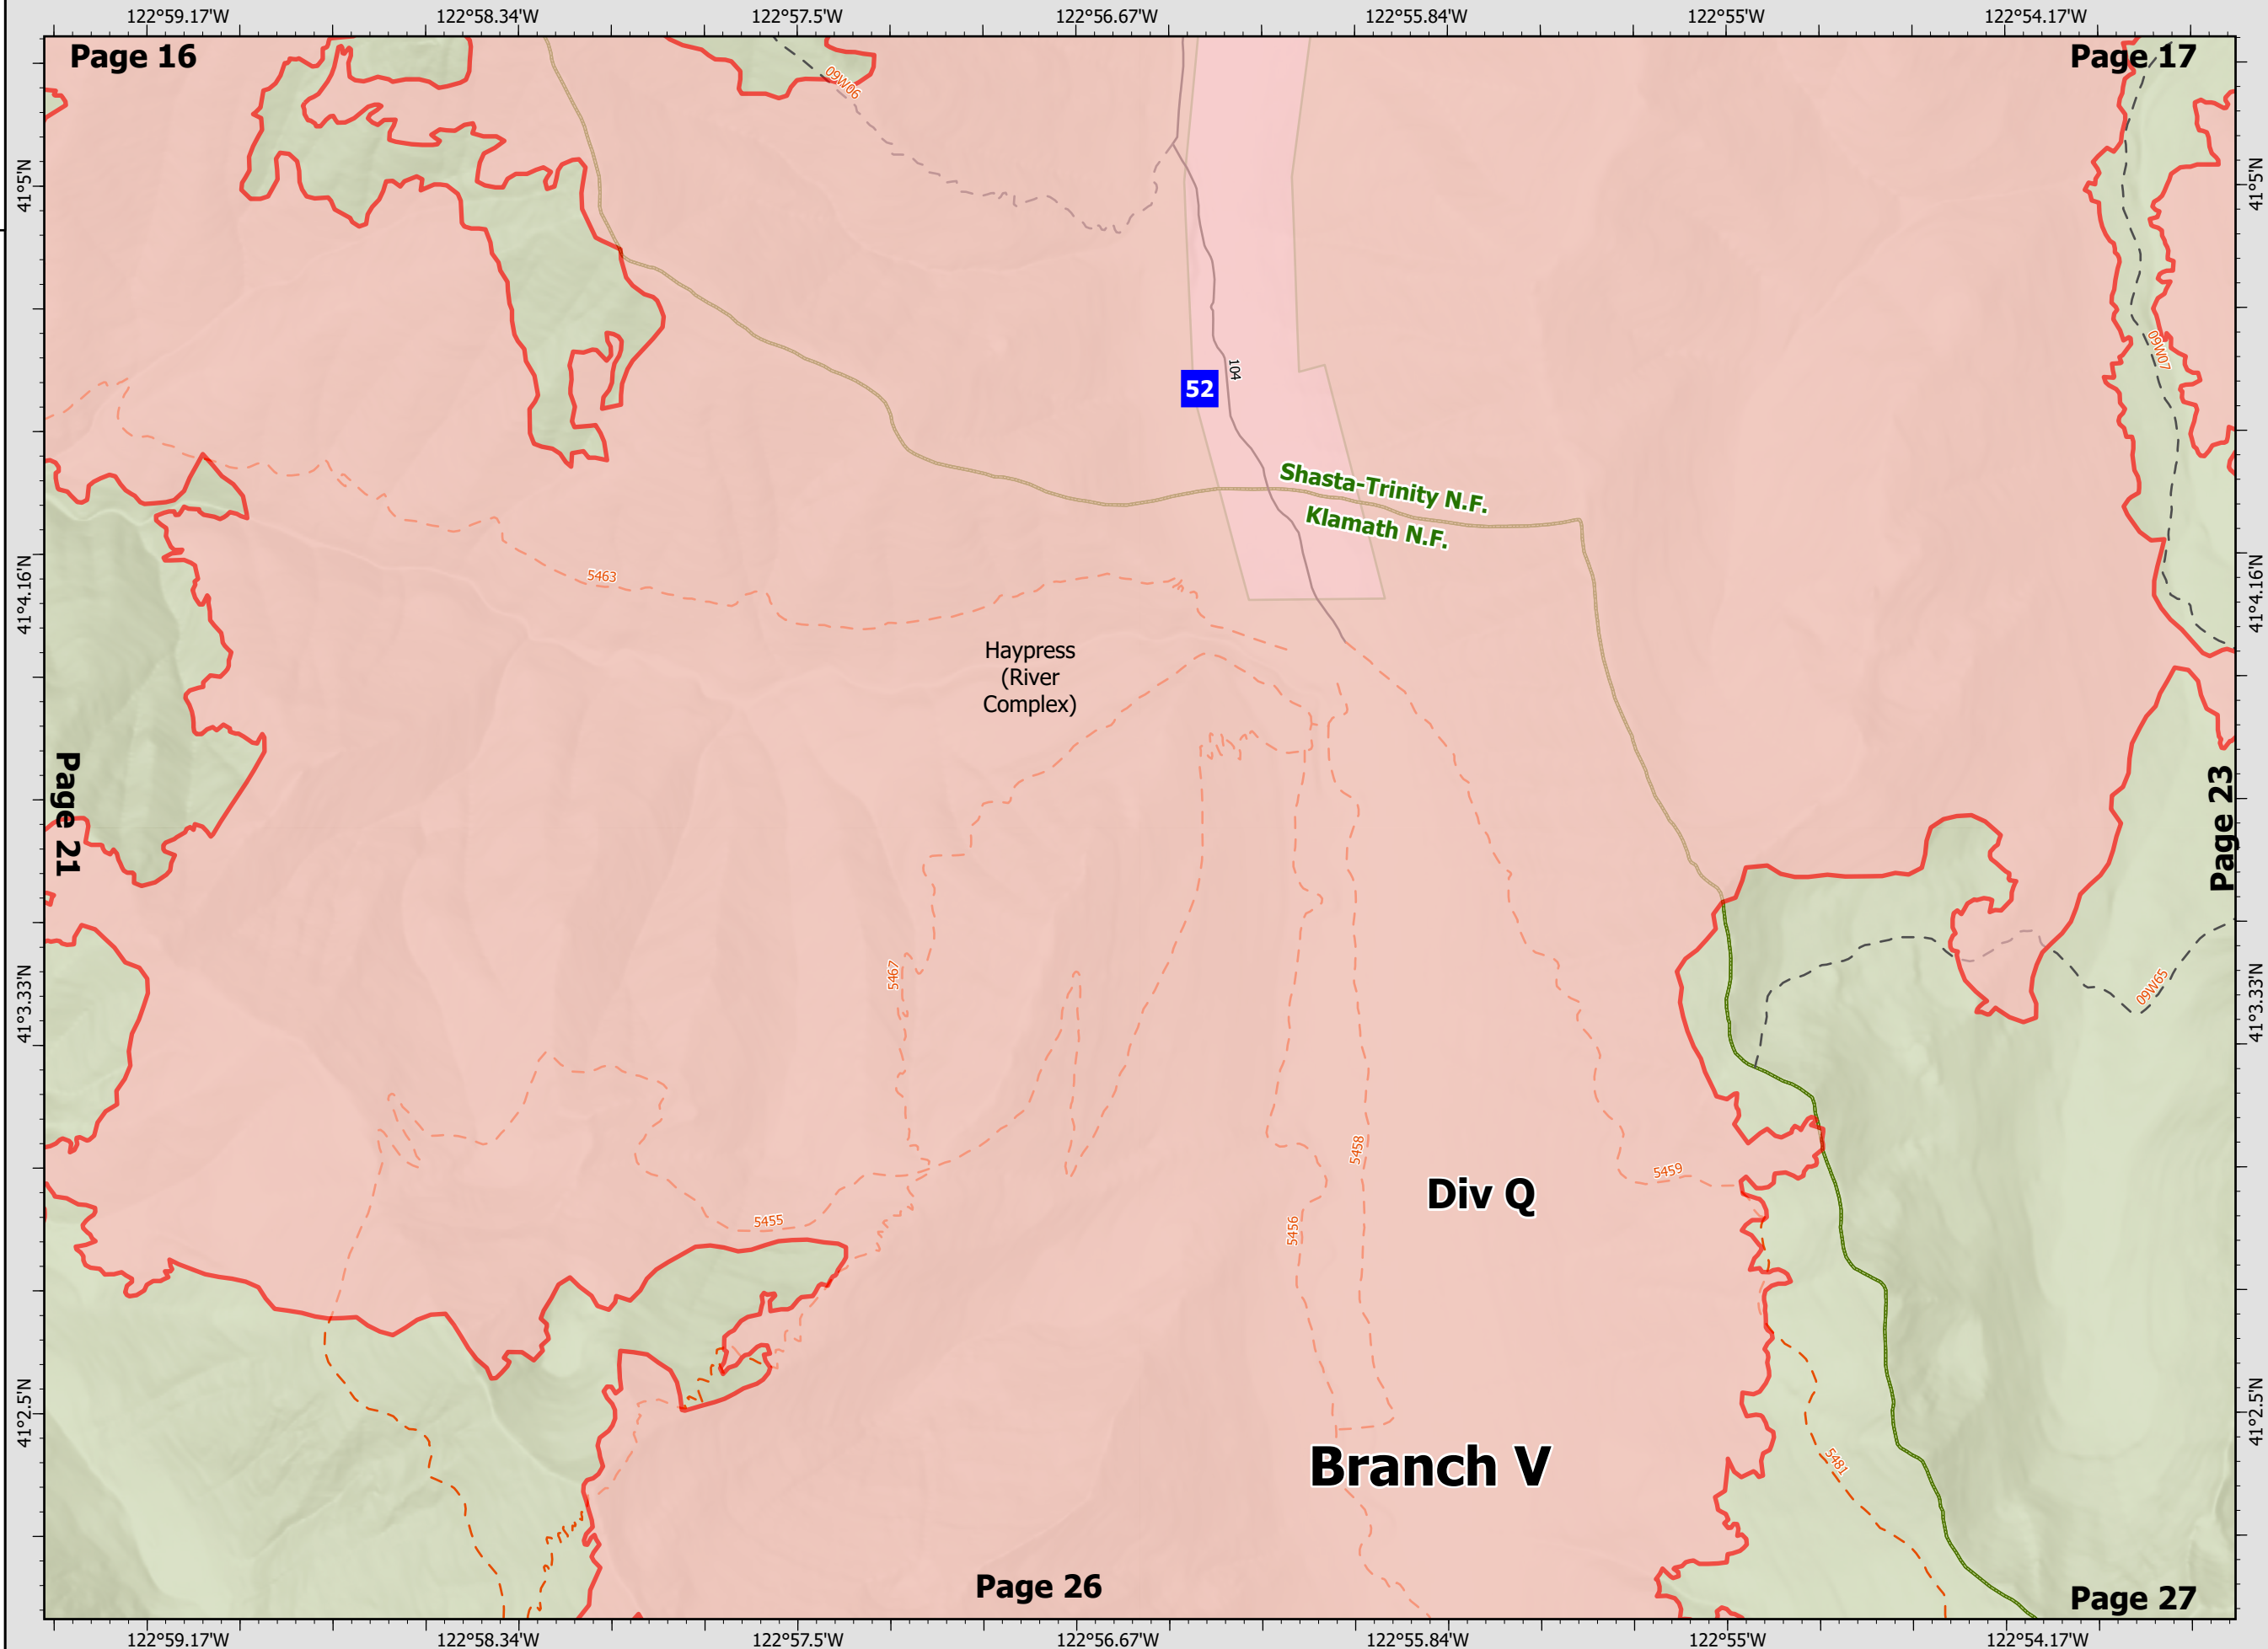 122°59.17'W 122°58.34'W 122°57.5'W 122°56.67'W 122°55.84'W 122°55'W 122°54.17'W
Page 16
Page 17
09W06
41°5'N
41°5'N
09W07
104
52
Shasta-Trinity N.F.
Klamath N.F.
5463
41°4.16'N
41°4.16'N
Haypress
(River
Complex)
Page 21
Page 23
5467
09W65
41°3.33'N
41°3.33'N
5458
5459
Div Q
5455
5456
41°2.5'N
41°2.5'N
Branch V
5481
Page 26
Page 27
122°59.17'W 122°58.34'W 122°57.5'W 122°56.67'W 122°55.84'W 122°55'W 122°54.17'W